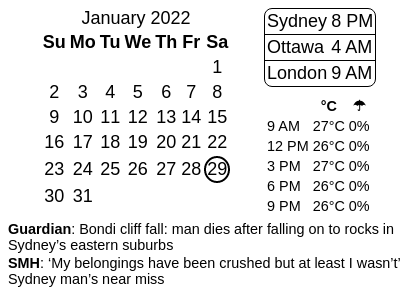 January 2022
Su Mo Tu We Th Fr Sa
1
2 3 4 5 6 7 8
9 10 11 12 13 14 15
16 17 18 19 20 21 22
23 24 25 26 27 28 29
30 31
Sydney 8 PM
Ottawa 4 AM
London 9 AM
°C ☂
9 AM 27°C 0%
12 PM 26°C 0%
3 PM 27°C 0%
6 PM 26°C 0%
9 PM 26°C 0%
Guardian: Bondi cliff fall: man dies after falling on to rocks in
Sydney’s eastern suburbs
SMH: ‘My belongings have been crushed but at least I wasn’t’
Sydney man’s near miss